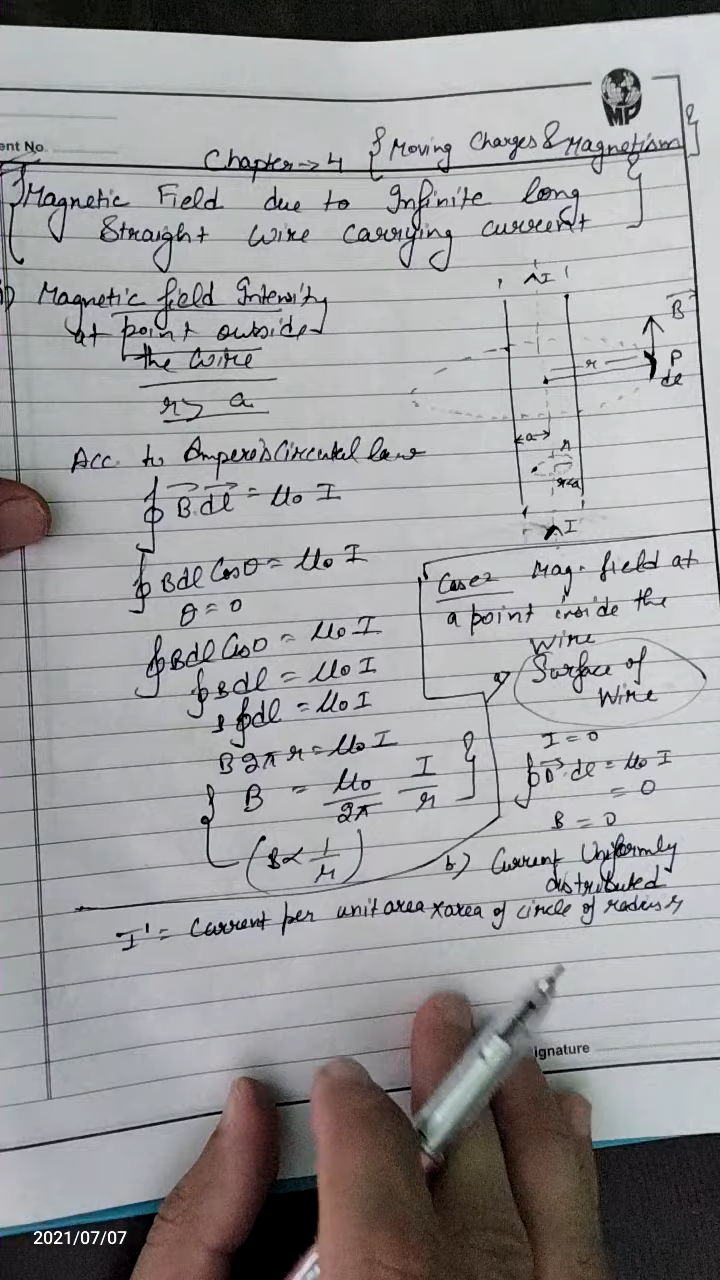 MP
ent No.
Chapter → 4 { Moving Charges & Magnetism }
{ Magnetic Field due to Infinite long
Straight wire carrying current }
Magnetic field Intensity
at point outside
the wire
r > a
Acc. to Ampere's Circuital law
∮ B⃗.dl⃗ = μ₀ I
∮ Bdl Cosθ = μ₀ I
θ = 0
∮ Bdl Cos0 = μ₀ I
∮ Bdl = μ₀ I
B ∮dl = μ₀ I
B 2π r = μ₀ I
{ B = μ₀/2π I/r }
(B ∝ 1/r)
I
B⃗
r
P
dl
a
r<a
I
Case 2 Mag. field at
a point inside the
wire
a) Surface of
wire
I = 0
∮ B⃗.dl = μ₀ I
= 0
B = 0
b) Current Uniformly
distributed
I' = Current per unit area × area of circle of radius r
ignature
2021/07/07